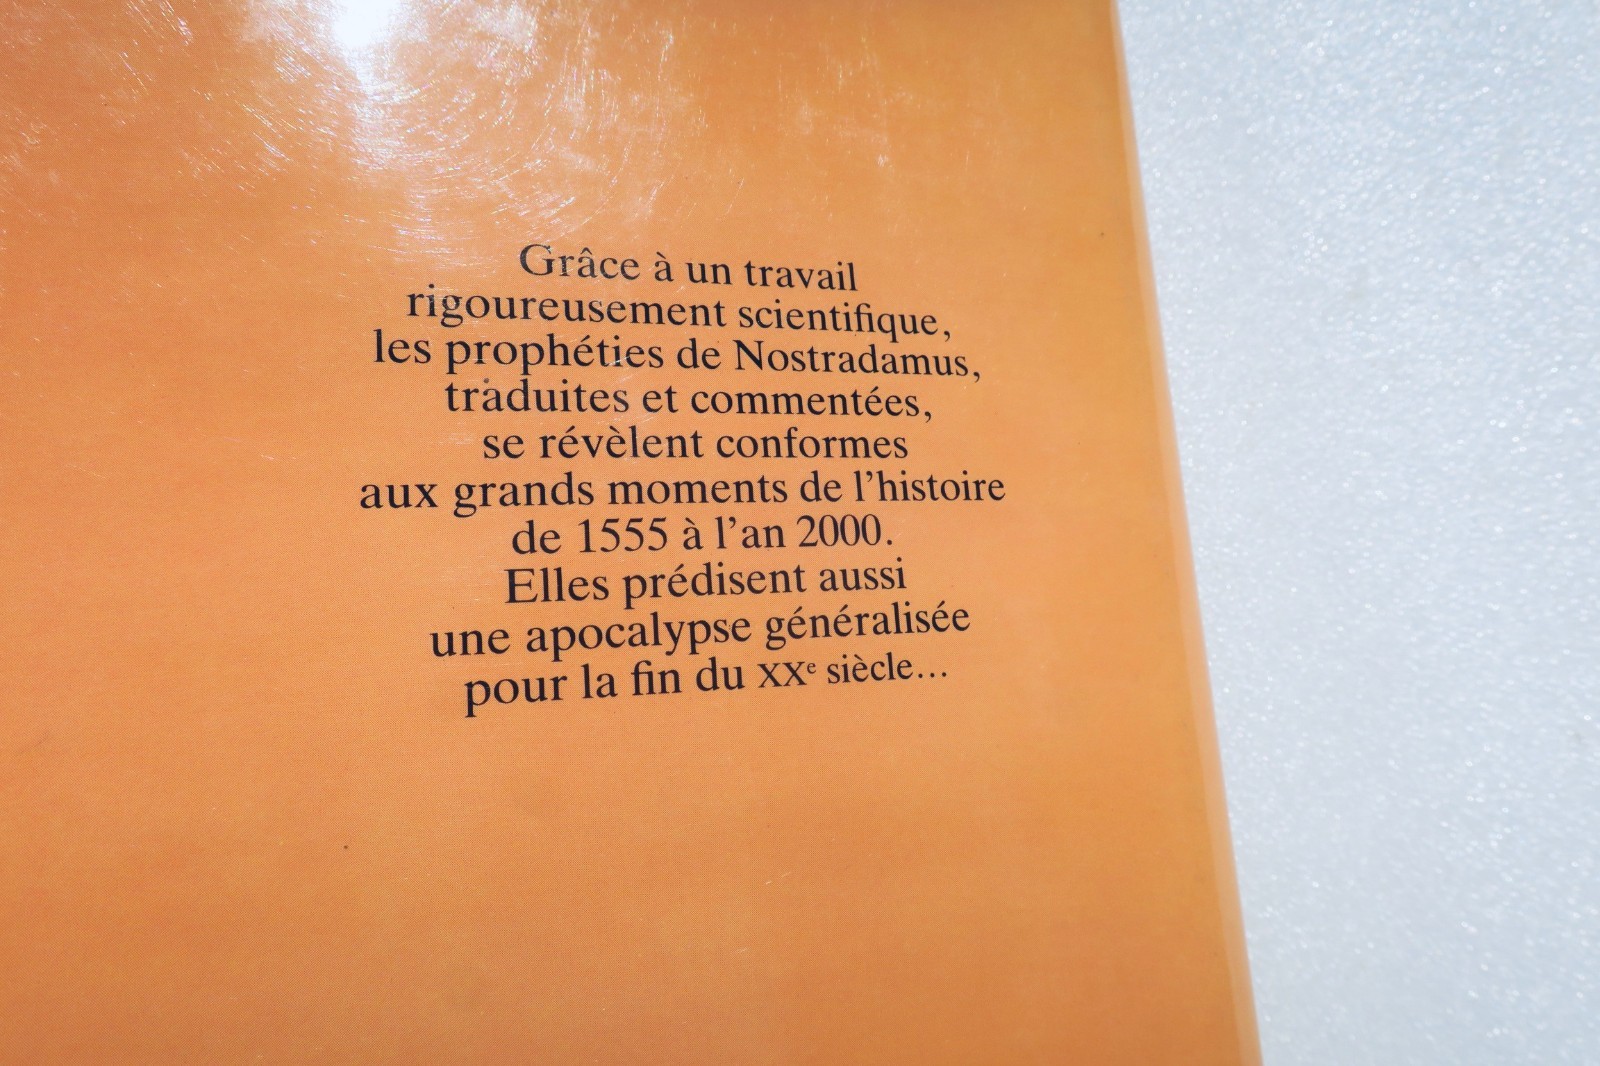 Grâce à un travail
rigoureusement scientifique,
les prophéties de Nostradamus,
traduites et commentées,
se révèlent conformes
aux grands moments de l'histoire
de 1555 à l'an 2000.
Elles prédisent aussi
une apocalypse généralisée
pour la fin du XXe siècle...